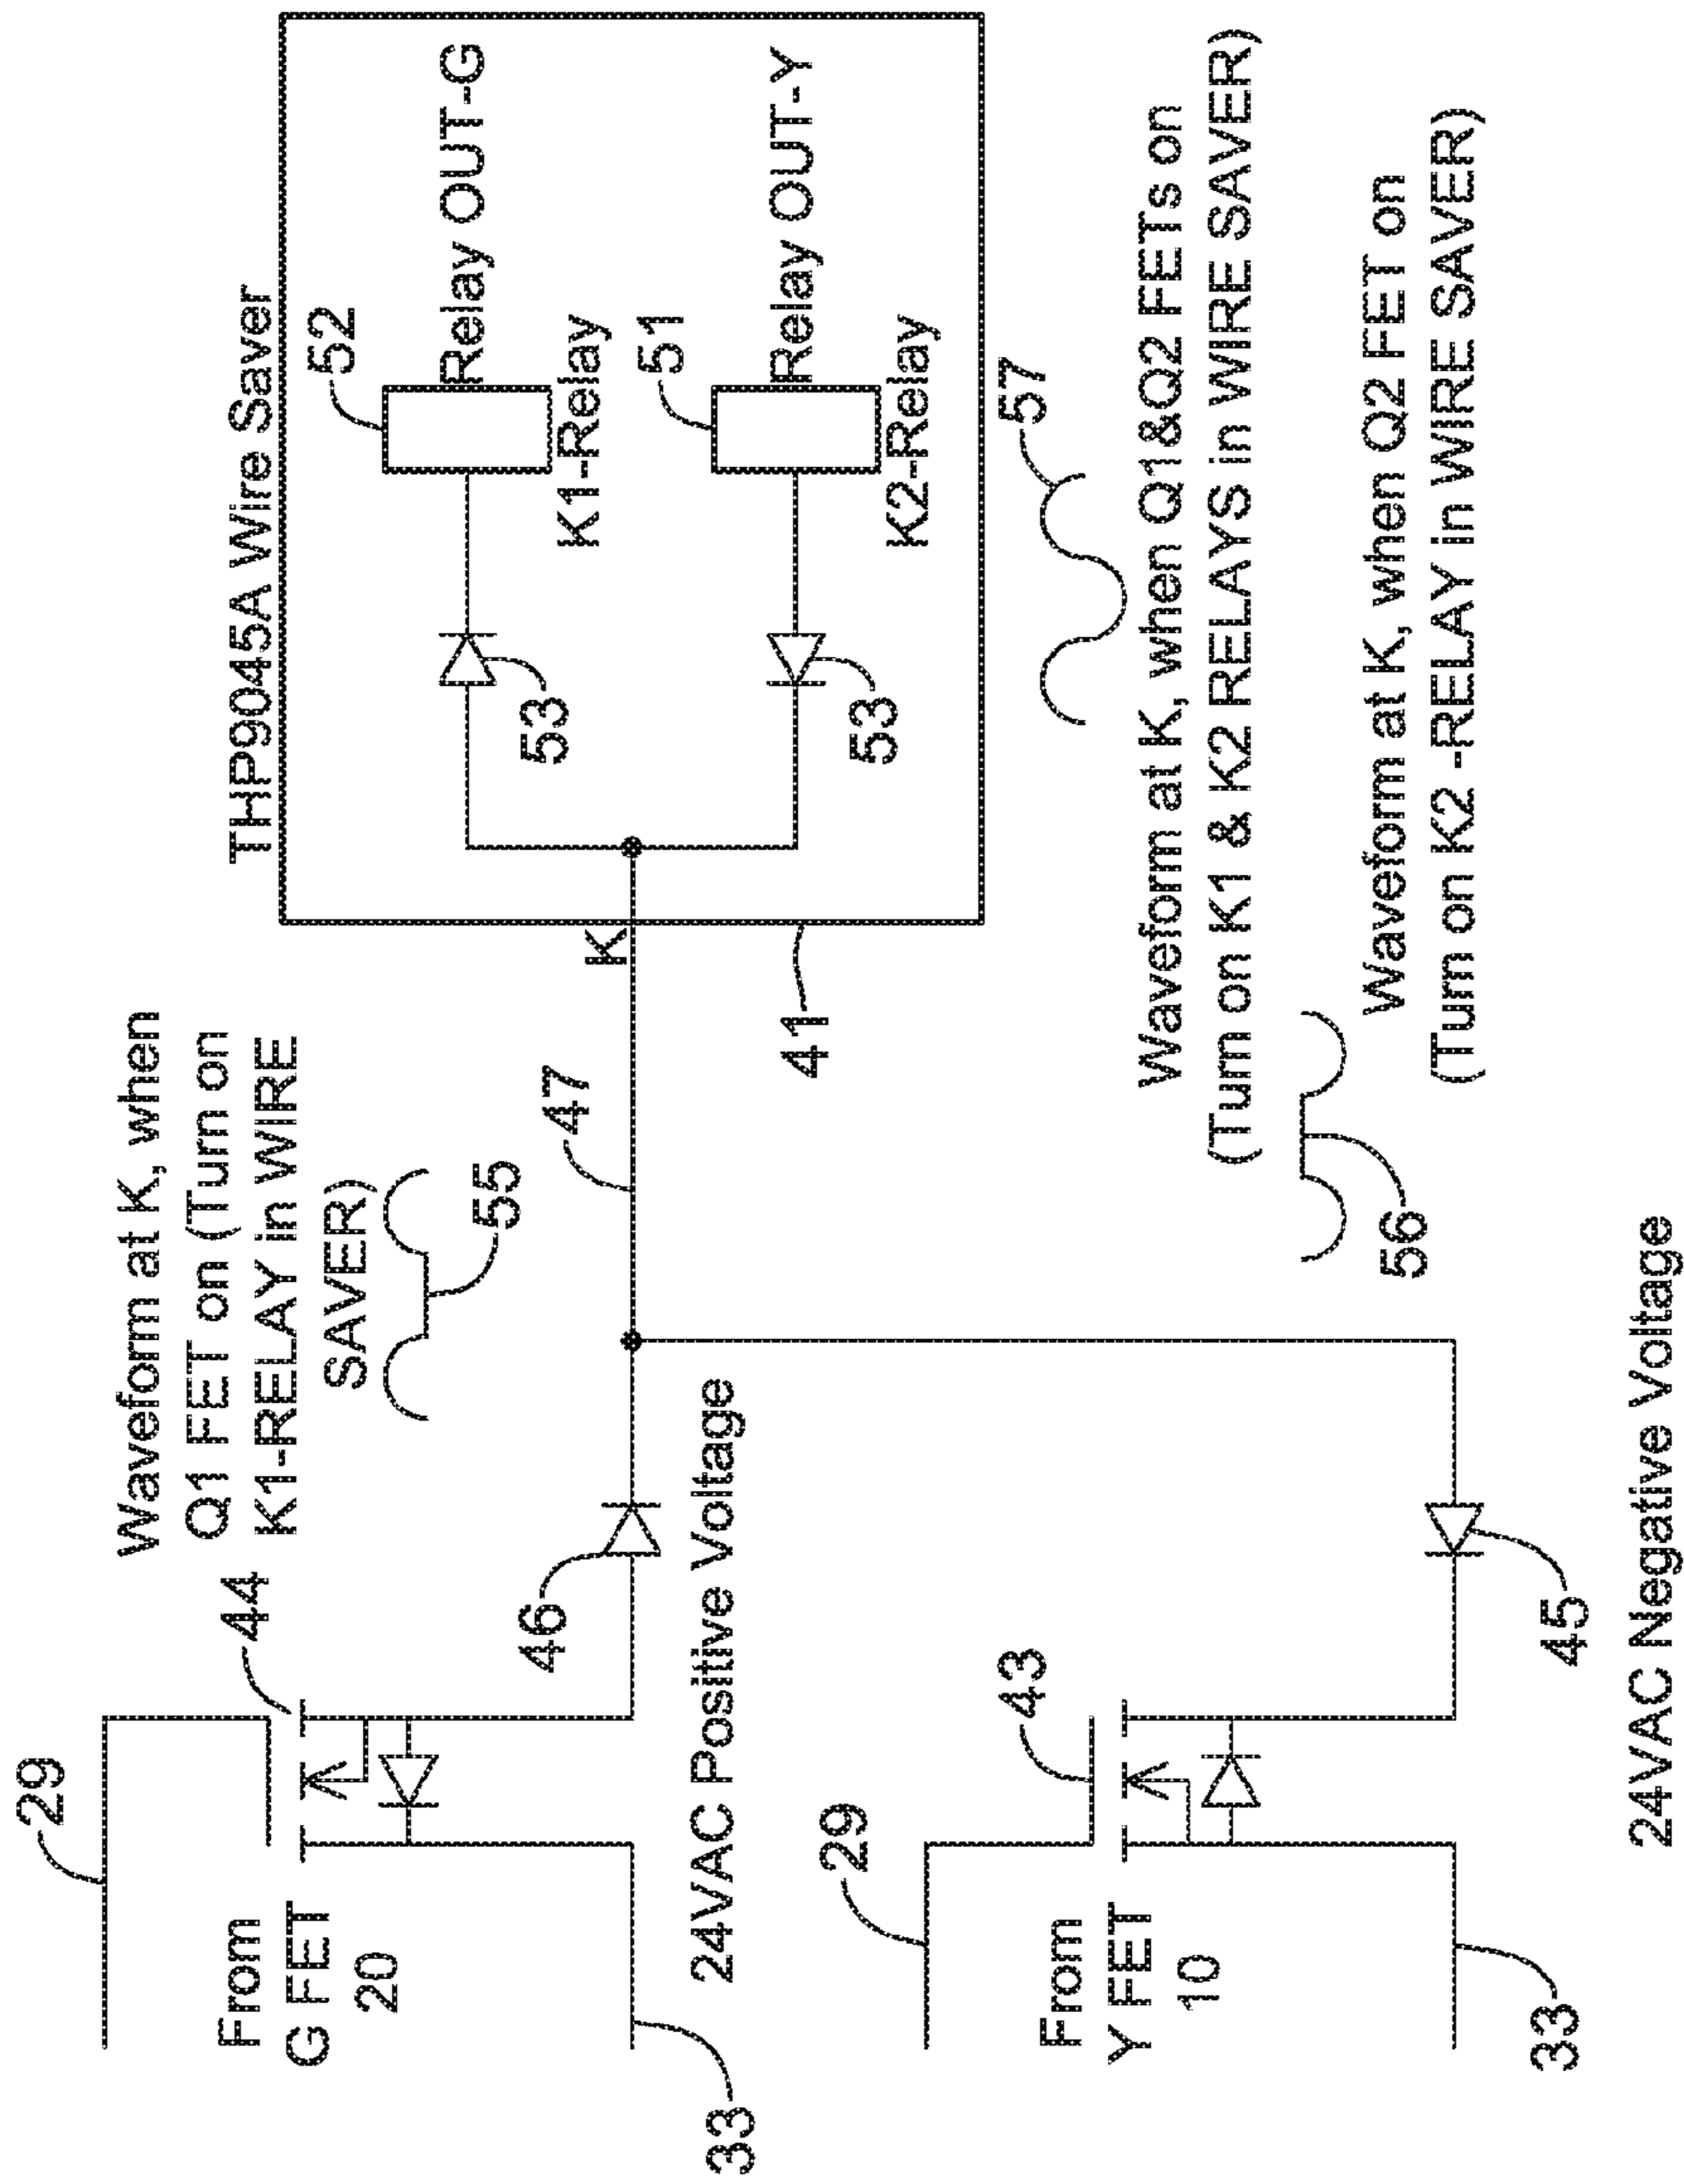 29
From
G FET
20
44
33
Waveform at K, when
Q1 FET on (Turn on
K1-RELAY in WIRE
SAVER)
55
46
24VAC Positive Voltage
47
K
THP9045A Wire Saver
52
Relay OUT-G
K1-Relay
53
51
Relay OUT-Y
K2-Relay
53
41
57
Waveform at K, when Q1&Q2 FETs on
(Turn on K1 & K2 RELAYS in WIRE SAVER)
29
From
Y FET
10
43
33
45
24VAC Negative Voltage
56
Waveform at K, when Q2 FET on
(Turn on K2 -RELAY in WIRE SAVER)